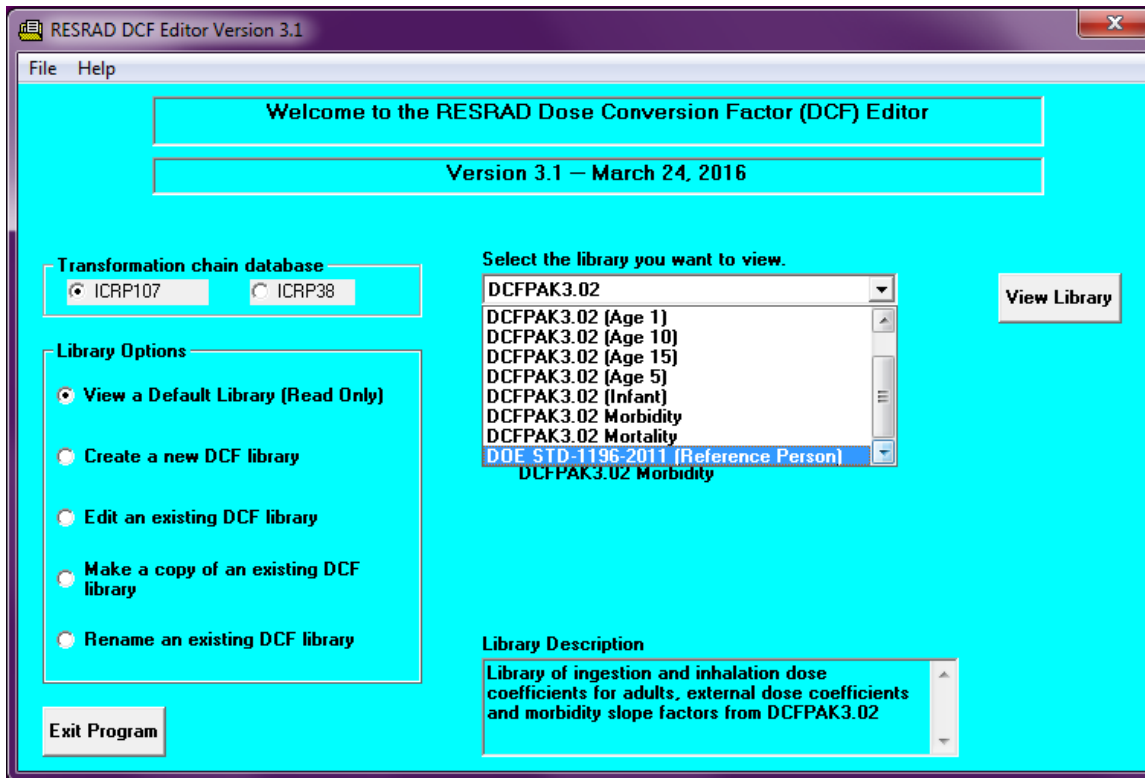 RESRAD DCF Editor Version 3.1
File Help
Welcome to the RESRAD Dose Conversion Factor (DCF) Editor
Version 3.1 — March 24, 2016
Transformation chain database
ICRP107 ICRP38
Library Options
View a Default Library (Read Only)
Create a new DCF library
Edit an existing DCF library
Make a copy of an existing DCF
library
Rename an existing DCF library
Exit Program
Select the library you want to view.
DCFPAK3.02
DCFPAK3.02 (Age 1)
DCFPAK3.02 (Age 10)
DCFPAK3.02 (Age 15)
DCFPAK3.02 (Age 5)
DCFPAK3.02 (Infant)
DCFPAK3.02 Morbidity
DCFPAK3.02 Mortality
DOE STD-1196-2011 (Reference Person)
DCFPAK3.02 Morbidity
View Library
Library Description
Library of ingestion and inhalation dose
coefficients for adults, external dose coefficients
and morbidity slope factors from DCFPAK3.02